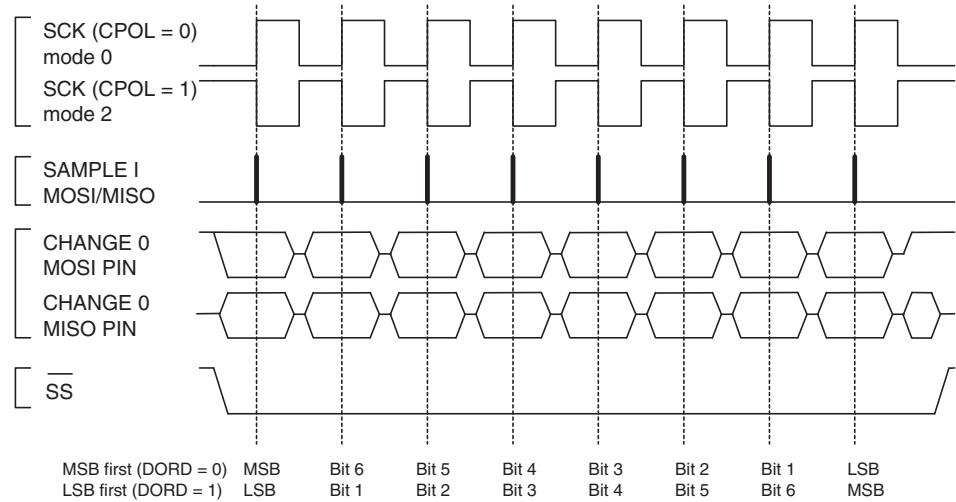 SCK (CPOL = 0)
mode 0
SCK (CPOL = 1)
mode 2
SAMPLE I
MOSI/MISO
CHANGE 0
MOSI PIN
CHANGE 0
MISO PIN
SS
MSB first (DORD = 0) MSB Bit 6 Bit 5 Bit 4 Bit 3 Bit 2 Bit 1 LSB
LSB first (DORD = 1) LSB Bit 1 Bit 2 Bit 3 Bit 4 Bit 5 Bit 6 MSB